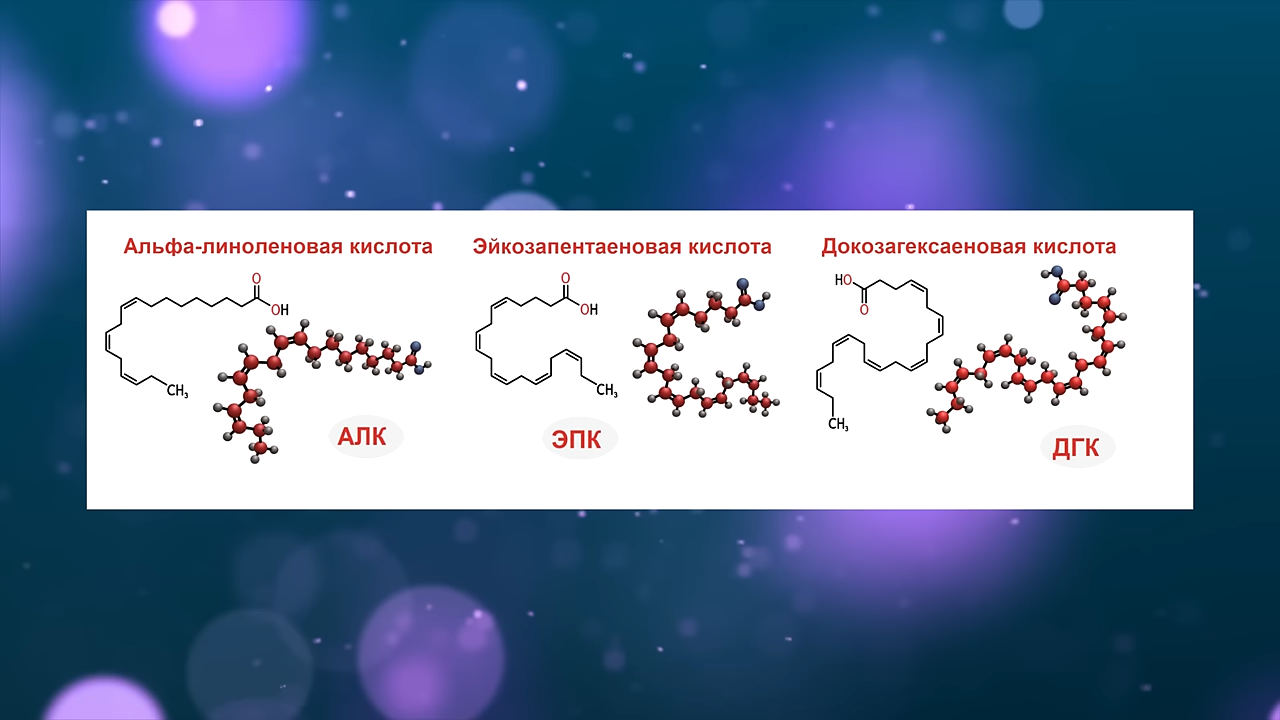 Альфа-линоленовая кислота
Эйкозапентаеновая кислота
Докозагексаеновая кислота
O
OH
CH₃
АЛК
O
OH
CH₃
ЭПК
HO
O
CH₃
ДГК